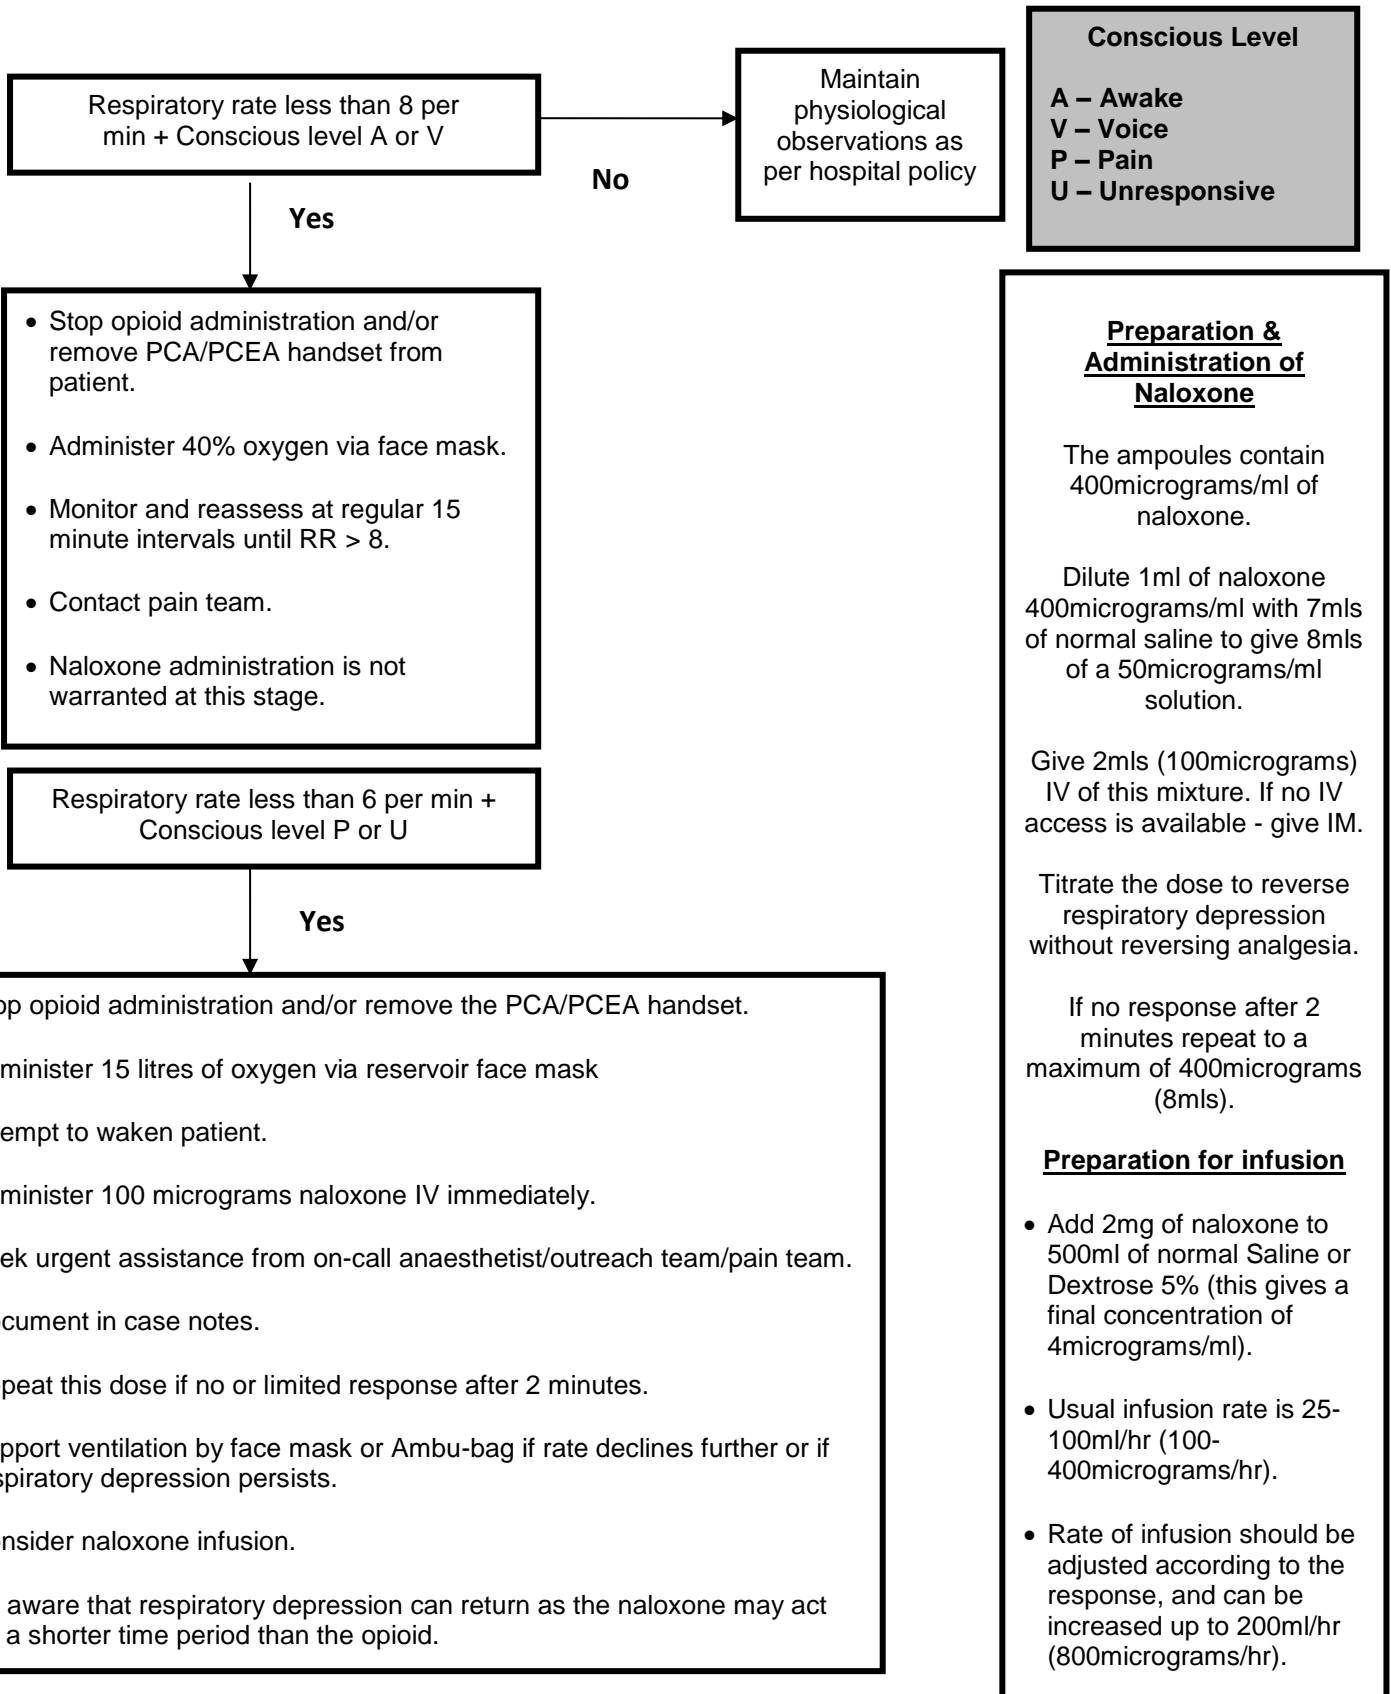 Respiratory rate less than 8 per
min + Conscious level A or V
No
Maintain
physiological
observations as
per hospital policy
Conscious Level
A – Awake
V – Voice
P – Pain
U – Unresponsive
Yes
• Stop opioid administration and/or
remove PCA/PCEA handset from
patient.
• Administer 40% oxygen via face mask.
• Monitor and reassess at regular 15
minute intervals until RR > 8.
• Contact pain team.
• Naloxone administration is not
warranted at this stage.
Respiratory rate less than 6 per min +
Conscious level P or U
Yes
op opioid administration and/or remove the PCA/PCEA handset.
minister 15 litres of oxygen via reservoir face mask
empt to waken patient.
minister 100 micrograms naloxone IV immediately.
ek urgent assistance from on-call anaesthetist/outreach team/pain team.
ocument in case notes.
peat this dose if no or limited response after 2 minutes.
pport ventilation by face mask or Ambu-bag if rate declines further or if
spiratory depression persists.
onsider naloxone infusion.
aware that respiratory depression can return as the naloxone may act
a shorter time period than the opioid.
Preparation &
Administration of
Naloxone
The ampoules contain
400micrograms/ml of
naloxone.
Dilute 1ml of naloxone
400micrograms/ml with 7mls
of normal saline to give 8mls
of a 50micrograms/ml
solution.
Give 2mls (100micrograms)
IV of this mixture. If no IV
access is available - give IM.
Titrate the dose to reverse
respiratory depression
without reversing analgesia.
If no response after 2
minutes repeat to a
maximum of 400micrograms
(8mls).
Preparation for infusion
• Add 2mg of naloxone to
500ml of normal Saline or
Dextrose 5% (this gives a
final concentration of
4micrograms/ml).
• Usual infusion rate is 25-
100ml/hr (100-
400micrograms/hr).
• Rate of infusion should be
adjusted according to the
response, and can be
increased up to 200ml/hr
(800micrograms/hr).